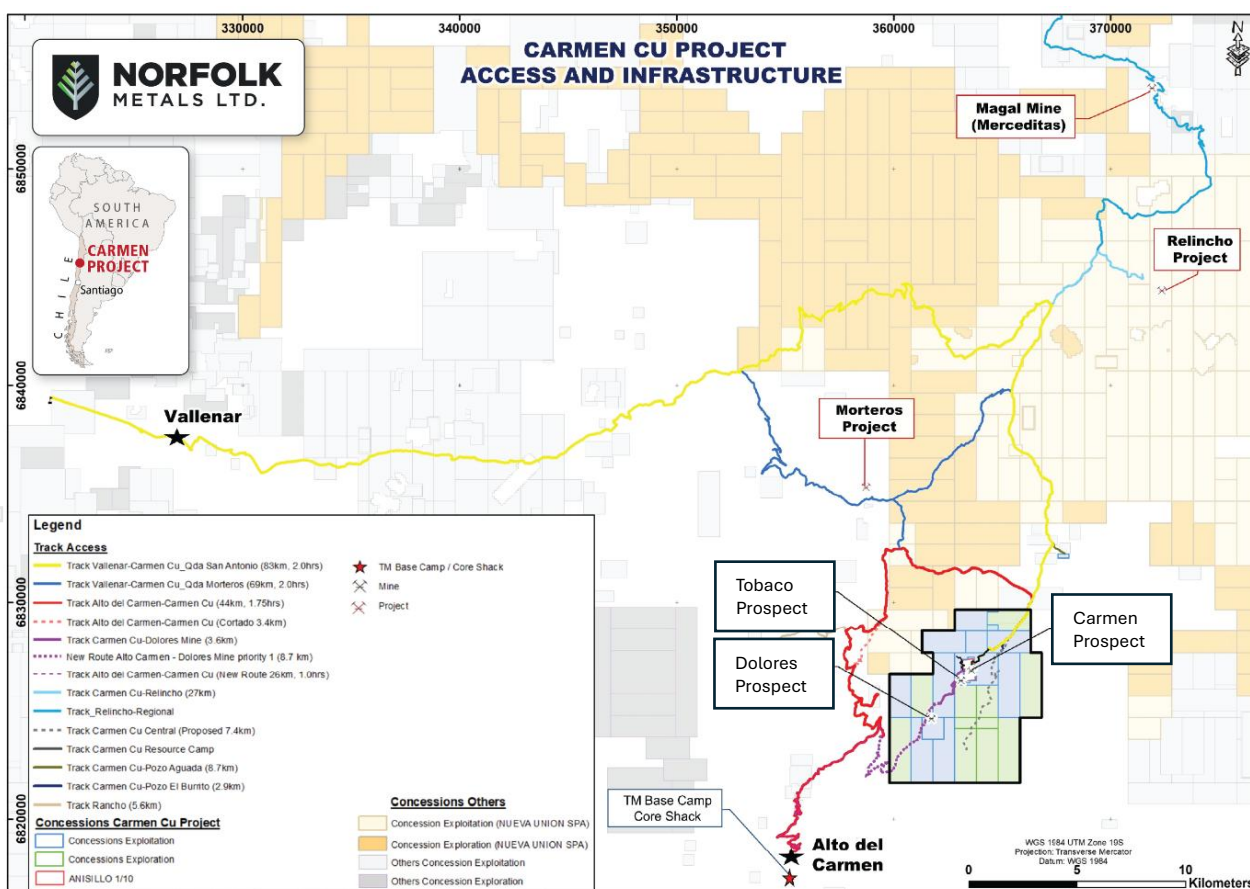 330000
340000
350000
360000
370000
NORFOLK
METALS LTD.
CARMEN CU PROJECT
ACCESS AND INFRASTRUCTURE
N
Magal Mine
(Merceditas)
6850000
SOUTH
AMERICA
CARMEN
PROJECT
CHILE
Santiago
Relincho
Project
6840000
Vallenar
Morteros
Project
6830000
Tobaco
Prospect
Carmen
Prospect
Dolores
Prospect
6820000
TM Base Camp
Core Shack
Alto del
Carmen
Legend
Track Access
Track Vallenar-Carmen Cu_Qda San Antonio (83km, 2.0hrs)
Track Vallenar-Carmen Cu_Qda Morteros (69km, 2.0hrs)
Track Alto del Carmen-Carmen Cu (44km, 1.75hrs)
Track Alto del Carmen-Carmen Cu (Cortado 3.4km)
Track Carmen Cu-Dolores Mine (3.6km)
New Route Alto Carmen - Dolores Mine priority 1 (8.7 km)
Track Alto del Carmen-Carmen Cu (New Route 26km, 1.0hrs)
Track Carmen Cu-Relincho (27km)
Track_Relincho-Regional
Track Carmen Cu Central (Proposed 7.4km)
Track Carmen Cu Resource Camp
Track Carmen Cu-Pozo Aguada (8.7km)
Track Carmen Cu-Pozo El Burrito (2.9km)
Track Rancho (5.6km)
TM Base Camp / Core Shack
Mine
Project
Concessions Carmen Cu Project
Concessions Exploitation
Concessions Exploration
ANISILLO 1/10
Concessions Others
Concession Exploitation (NUEVA UNION SPA)
Concession Exploration (NUEVA UNION SPA)
Others Concession Exploitation
Others Concession Exploration
WGS 1984 UTM Zone 19S
Projection: Transverse Mercator
Datum: WGS 1984
0 5 10
Kilometers